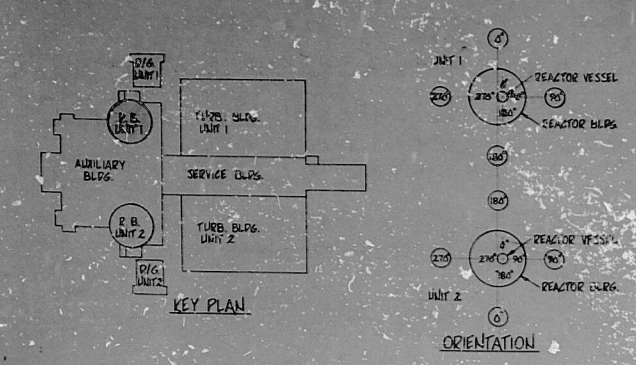 D/G
UNIT 1
R.B.
UNIT 1
TURB. BLDG.
UNIT 1
AUXILIARY
BLDG.
SERVICE BLDG.
R.B.
UNIT 2
TURB. BLDG.
UNIT 2
D/G
UNIT 2
KEY PLAN
0°
UNIT 1
REACTOR VESSEL
270°
270°
0°
90°
180°
90°
REACTOR BLDG.
180°
180°
REACTOR VESSEL
270°
0°
270°
90°
180°
90°
UNIT 2
REACTOR BLDG.
0°
ORIENTATION